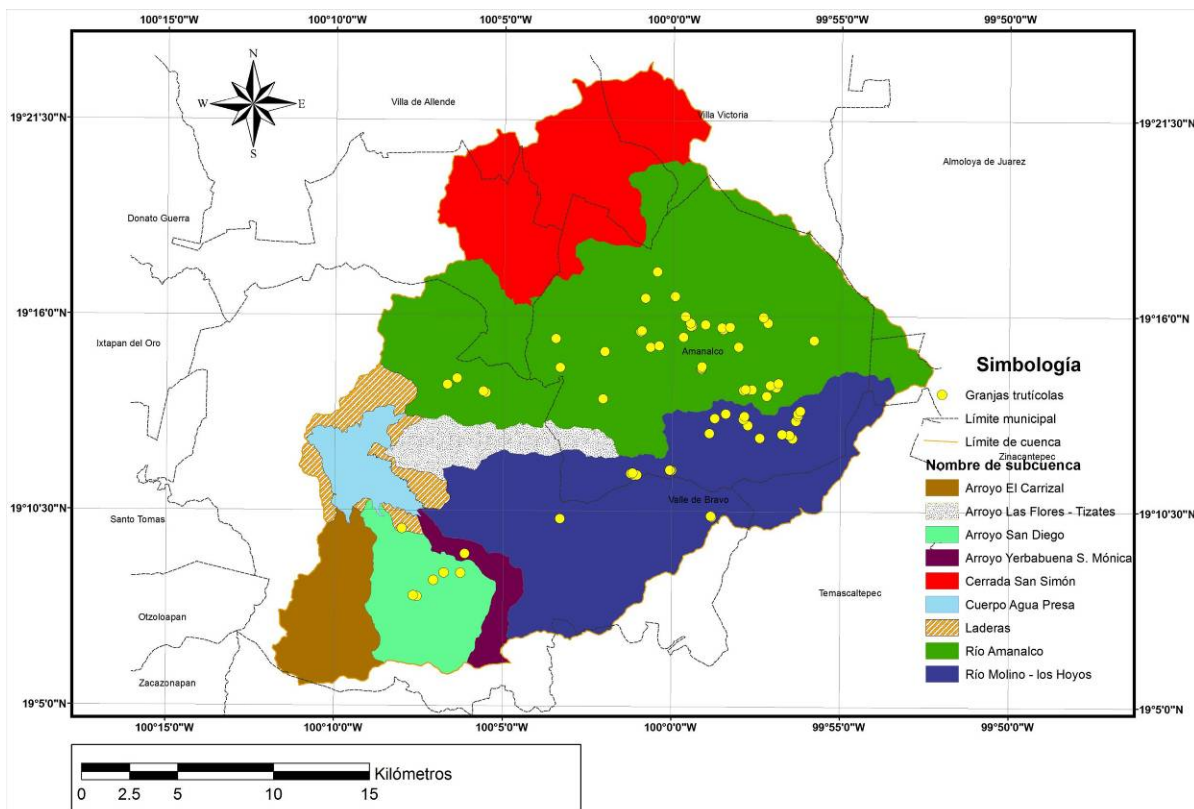 100°15'0"W 100°10'0"W 100°5'0"W 100°0'0"W 99°55'0"W 99°50'0"W
N
W E
S
Villa de Allende
Villa Victoria
19°21'30"N 19°21'30"N
Almoloya de Juarez
Donato Guerra
19°16'0"N 19°16'0"N
Ixtapan del Oro
Amanalco
Simbología
Granjas trutícolas
Límite municipal
Límite de cuenca
Zinacantepec
Nombre de subcuenca
Arroyo El Carrizal
Arroyo Las Flores - Tizates
Arroyo San Diego
Arroyo Yerbabuena S. Mónica
Cerrada San Simón
Cuerpo Agua Presa
Laderas
Río Amanalco
Río Molino - los Hoyos
Valle de Bravo
19°10'30"N 19°10'30"N
Santo Tomas
Temascaltepec
Otzoloapan
Zacazonapan
19°5'0"N 19°5'0"N
100°15'0"W 100°10'0"W 100°5'0"W 100°0'0"W 99°55'0"W 99°50'0"W
Kilómetros
0 2.5 5 10 15